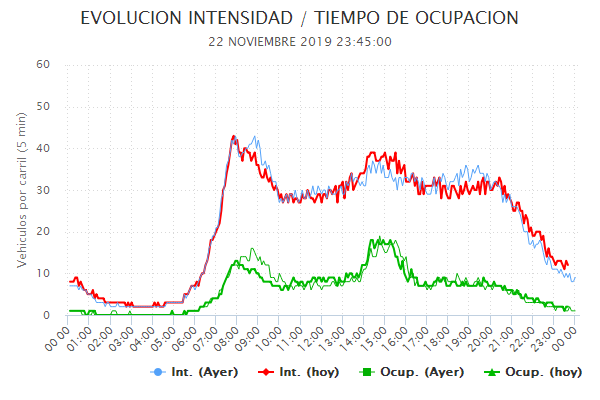 EVOLUCION INTENSIDAD / TIEMPO DE OCUPACION
22 NOVIEMBRE 2019 23:45:00
Vehiculos por carril (5 min)
60
50
40
30
20
10
0
00:00 01:00 02:00 03:00 04:00 05:00 06:00 07:00 08:00 09:00 10:00 11:00 12:00 13:00 14:00 15:00 16:00 17:00 18:00 19:00 20:00 21:00 22:00 23:00 00:00
Int. (Ayer) Int. (hoy) Ocup. (Ayer) Ocup. (hoy)